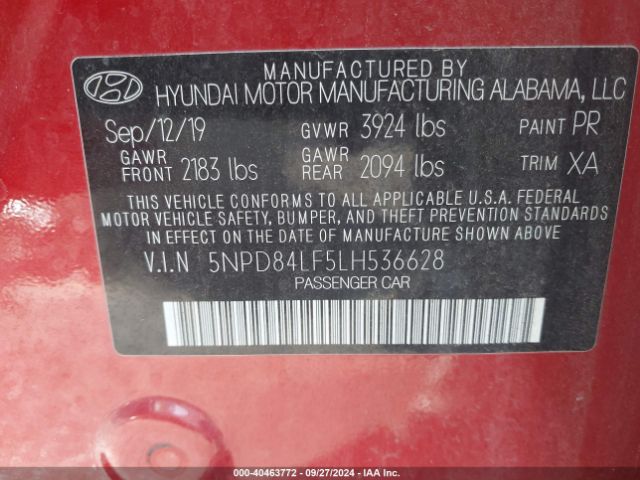 MANUFACTURED BY
HYUNDAI MOTOR MANUFACTURING ALABAMA, LLC
Sep/12/19 GVWR 3924 lbs PAINT PR
GAWR FRONT 2183 lbs GAWR REAR 2094 lbs TRIM XA
THIS VEHICLE CONFORMS TO ALL APPLICABLE U.S.A. FEDERAL
MOTOR VEHICLE SAFETY, BUMPER, AND THEFT PREVENTION STANDARDS
IN EFFECT ON THE DATE OF MANUFACTURE SHOWN ABOVE
V.I.N 5NPD84LF5LH536628
PASSENGER CAR
000-40463772 - 09/27/2024 - IAA Inc.